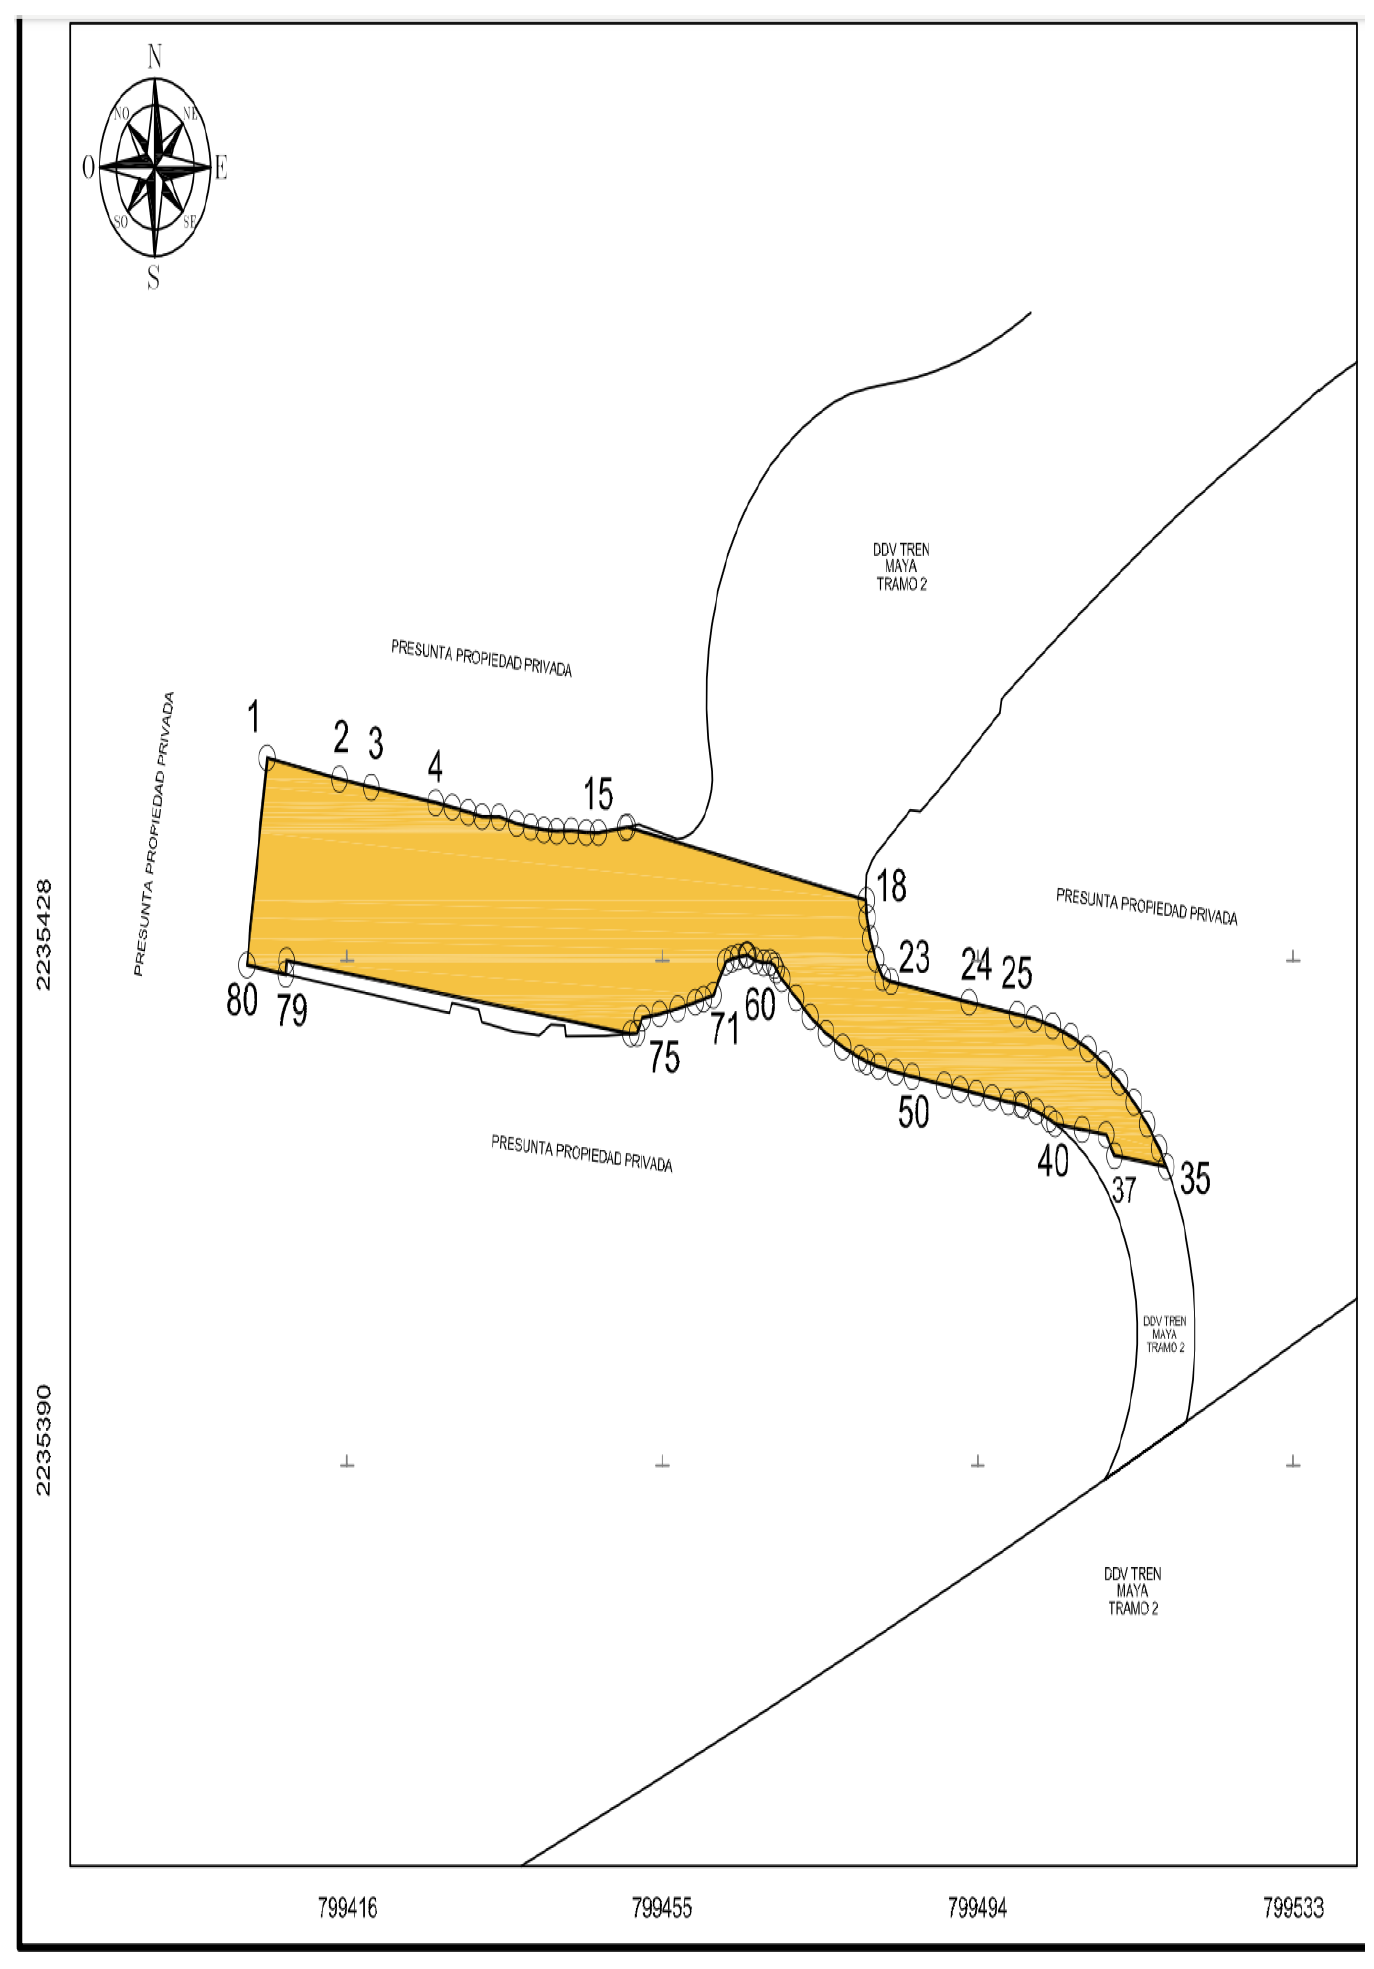 N
NO
NE
O
E
SO
SE
S
DDV TREN
MAYA
TRAMO 2
PRESUNTA PROPIEDAD PRIVADA
PRESUNTA PROPIEDAD PRIVADA
1
2
3
4
15
18
PRESUNTA PROPIEDAD PRIVADA
2235428
23
24
25
80
79
71
60
75
50
PRESUNTA PROPIEDAD PRIVADA
40
37
35
DDV TREN
MAYA
TRAMO 2
2235390
DDV TREN
MAYA
TRAMO 2
799416
799455
799494
799533